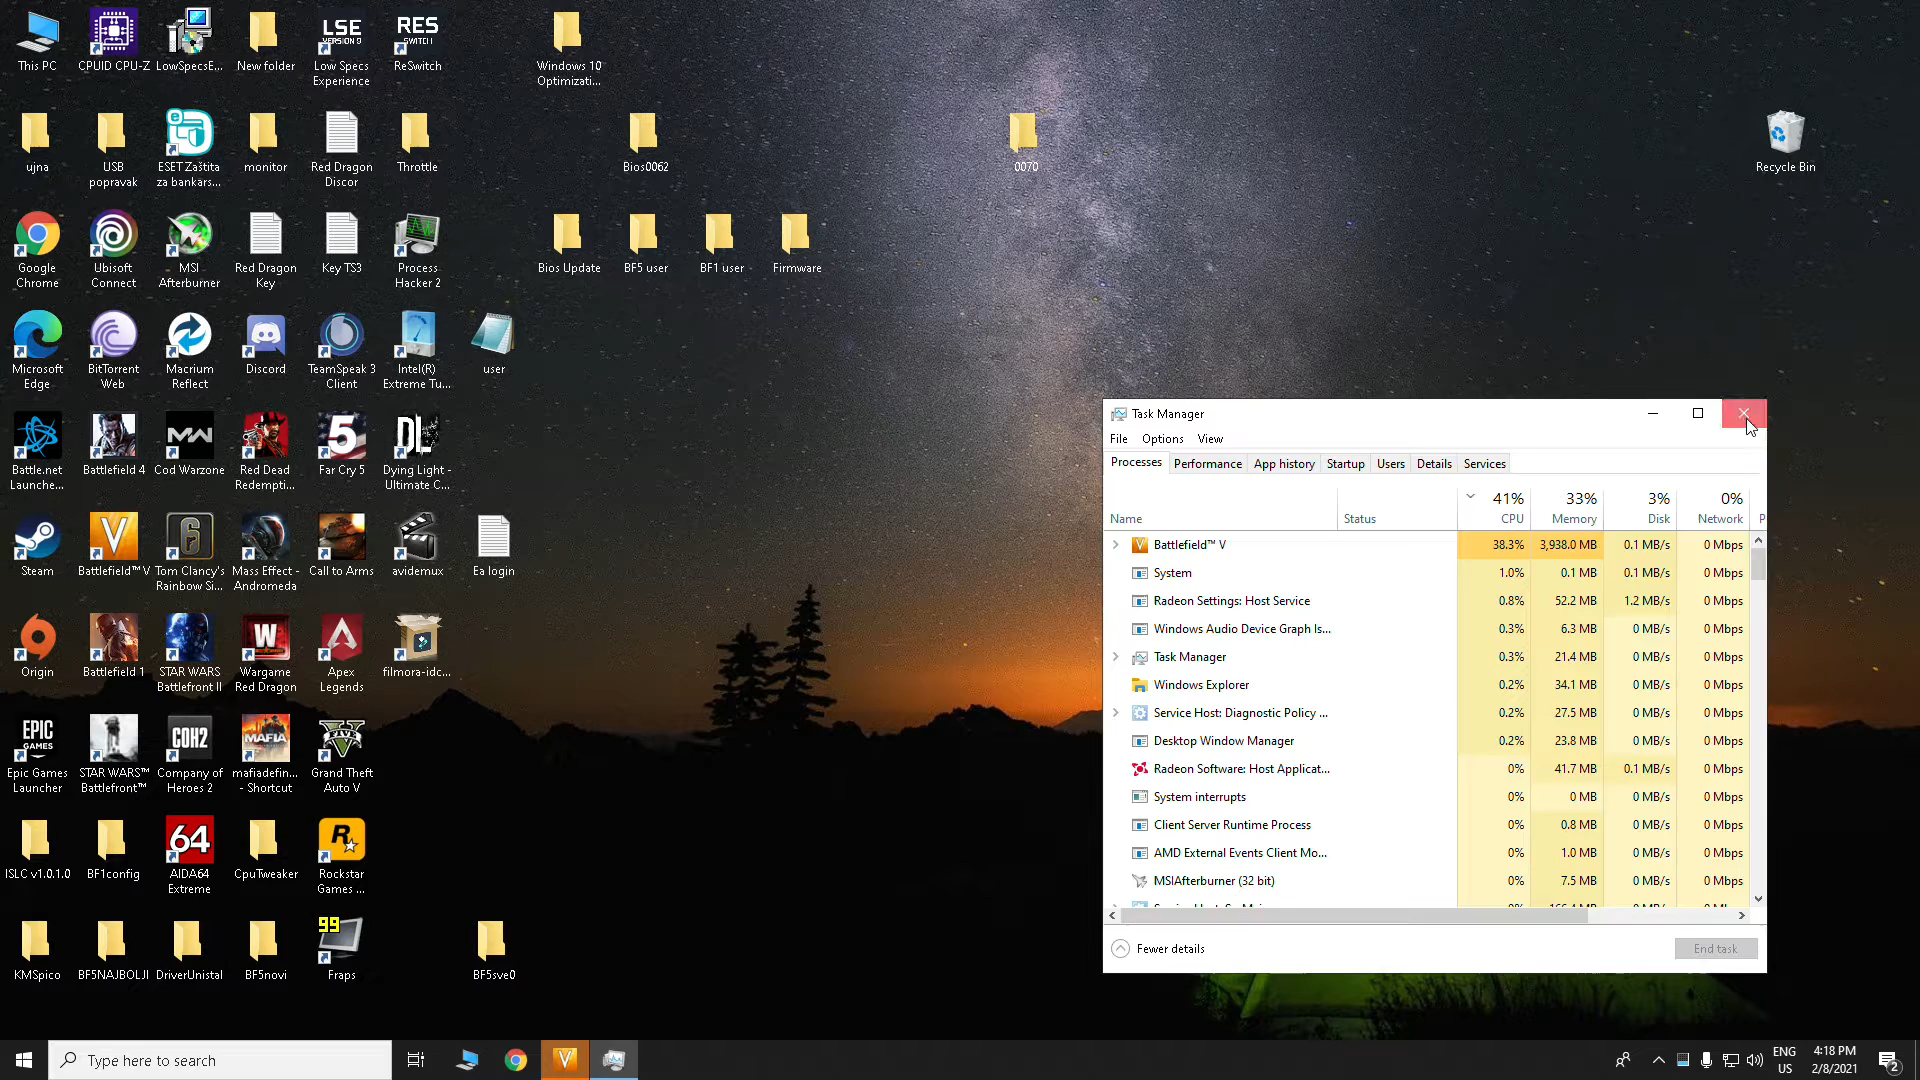 This PC
CPUID CPU-Z
LowSpecsE...
New folder
LSE
VERSION 9
Low Specs
Experience
RES
SWITCH
ReSwitch
Windows 10
Optimizati...
ujna
USB
popravak
ESET Zaštita
za bankars...
monitor
Red Dragon
Discor
Throttle
Bios0062
0070
Recycle Bin
Google
Chrome
Ubisoft
Connect
MSI
Afterburner
Red Dragon
Key
Key TS3
Process
Hacker 2
Bios Update
BF5 user
BF1 user
Firmware
Microsoft
Edge
BitTorrent
Web
Macrium
Reflect
Discord
TeamSpeak 3
Client
Intel(R)
Extreme Tu...
user
Battle.net
Launche...
Battlefield 4
Cod Warzone
Red Dead
Redempti...
5
Far Cry 5
DL
Dying Light -
Ultimate C...
Steam
Battlefield™ V
6
Tom Clancy's
Rainbow Si...
Mass Effect -
Andromeda
Call to Arms
avidemux
Ea login
Origin
Battlefield 1
STAR WARS
Battlefront II
W
Wargame
Red Dragon
Apex
Legends
filmora-idc...
EPIC
GAMES
Epic Games
Launcher
STAR WARS™
Battlefront™
COH2
Company of
Heroes 2
MAFIA
mafiadefin...
- Shortcut
V
FIVE
Grand Theft
Auto V
ISLC v1.0.1.0
BF1config
64
AIDA64
Extreme
CpuTweaker
R
Rockstar
Games ...
KMSpico
BF5NAJBOLJI
DriverUnistal
BF5novi
99
Fraps
BF5sve0
Task Manager
File Options View
Processes Performance App history Startup Users Details Services
41% 33% 3% 0%
Name Status CPU Memory Disk Network P
Battlefield™ V 38.3% 3,938.0 MB 0.1 MB/s 0 Mbps
System 1.0% 0.1 MB 0.1 MB/s 0 Mbps
Radeon Settings: Host Service 0.8% 52.2 MB 1.2 MB/s 0 Mbps
Windows Audio Device Graph Is... 0.3% 6.3 MB 0 MB/s 0 Mbps
Task Manager 0.3% 21.4 MB 0 MB/s 0 Mbps
Windows Explorer 0.2% 34.1 MB 0 MB/s 0 Mbps
Service Host: Diagnostic Policy ... 0.2% 27.5 MB 0 MB/s 0 Mbps
Desktop Window Manager 0.2% 23.8 MB 0 MB/s 0 Mbps
Radeon Software: Host Applicat... 0% 41.7 MB 0.1 MB/s 0 Mbps
System interrupts 0% 0 MB 0 MB/s 0 Mbps
Client Server Runtime Process 0% 0.8 MB 0 MB/s 0 Mbps
AMD External Events Client Mo... 0% 1.0 MB 0 MB/s 0 Mbps
MSIAfterburner (32 bit) 0% 7.5 MB 0 MB/s 0 Mbps
Fewer details End task
Type here to search
V
ENG
US
4:18 PM
2/8/2021
2